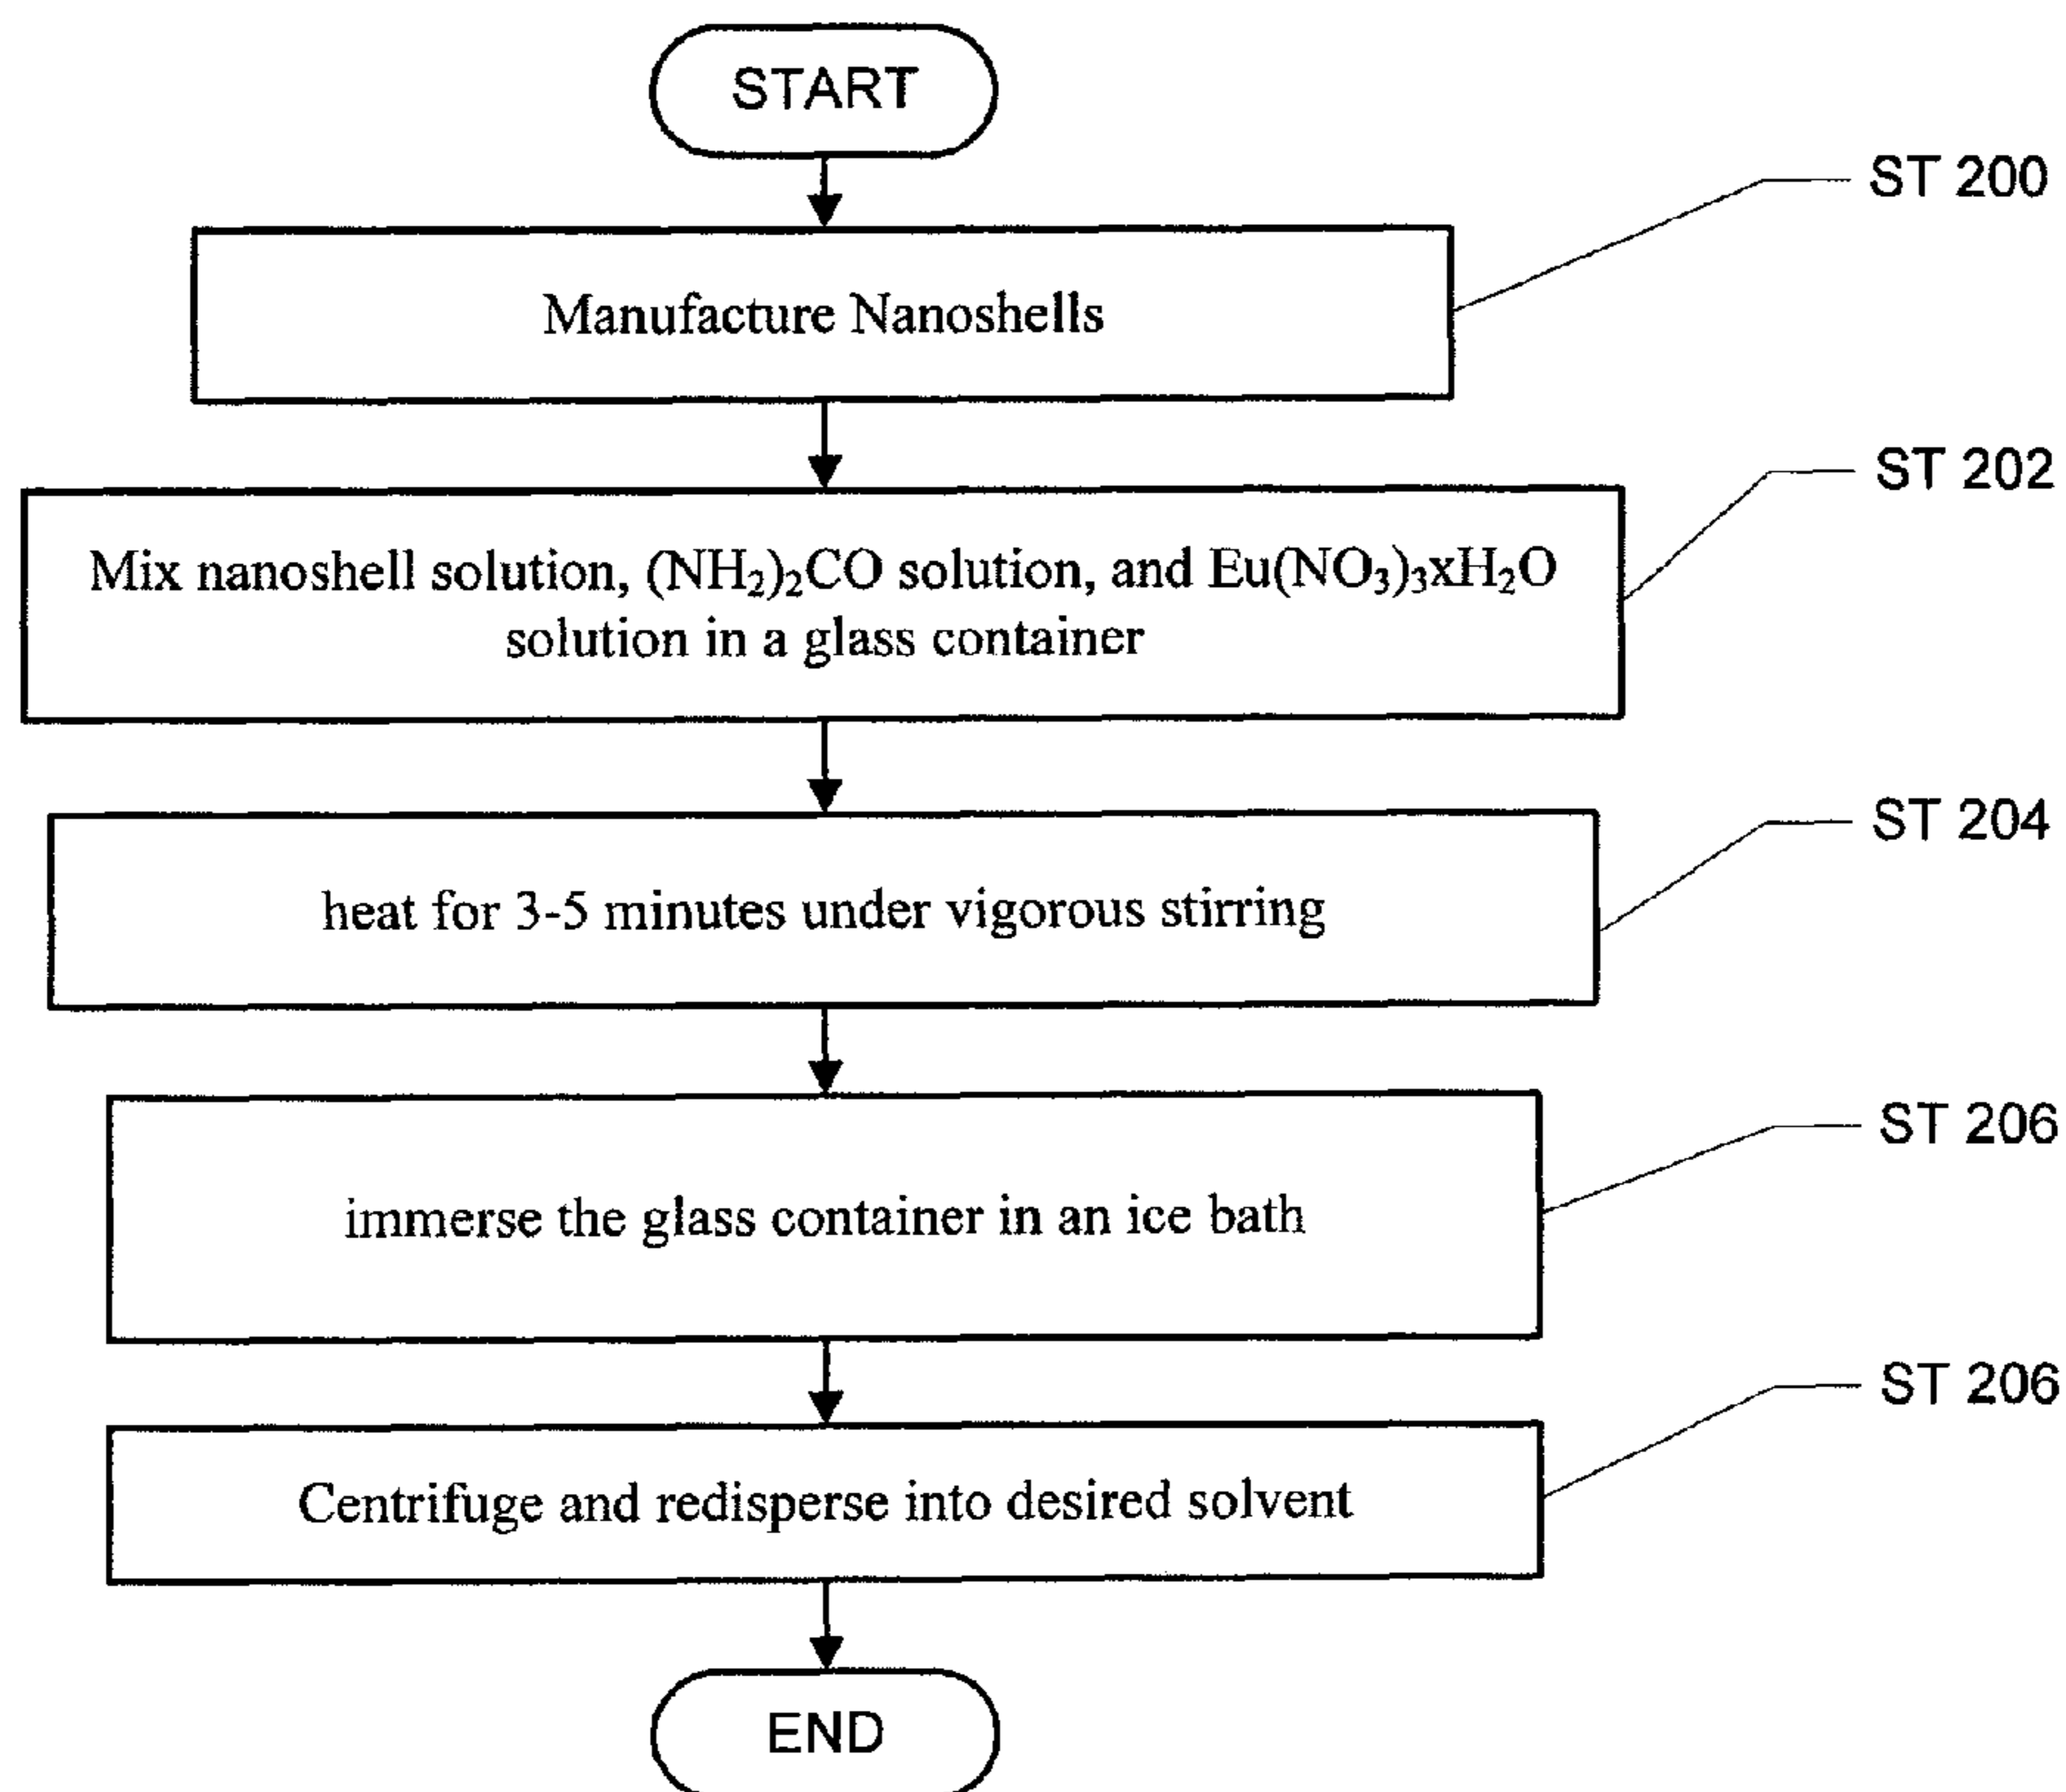 START
ST 200
Manufacture Nanoshells
ST 202
Mix nanoshell solution, (NH₂)₂CO solution, and Eu(NO₃)₃xH₂O
solution in a glass container
ST 204
heat for 3-5 minutes under vigorous stirring
ST 206
immerse the glass container in an ice bath
ST 206
Centrifuge and redisperse into desired solvent
END